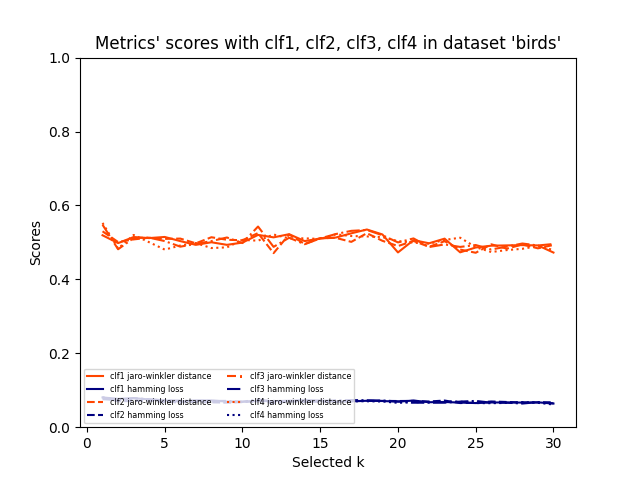 Metrics' scores with clf1, clf2, clf3, clf4 in dataset 'birds'
1.0
0.8
0.6
0.4
0.2
0.0
Scores
clf1 jaro-winkler distance
clf1 hamming loss
clf2 jaro-winkler distance
clf2 hamming loss
clf3 jaro-winkler distance
clf3 hamming loss
clf4 jaro-winkler distance
clf4 hamming loss
0 5 10 15 20 25 30
Selected k